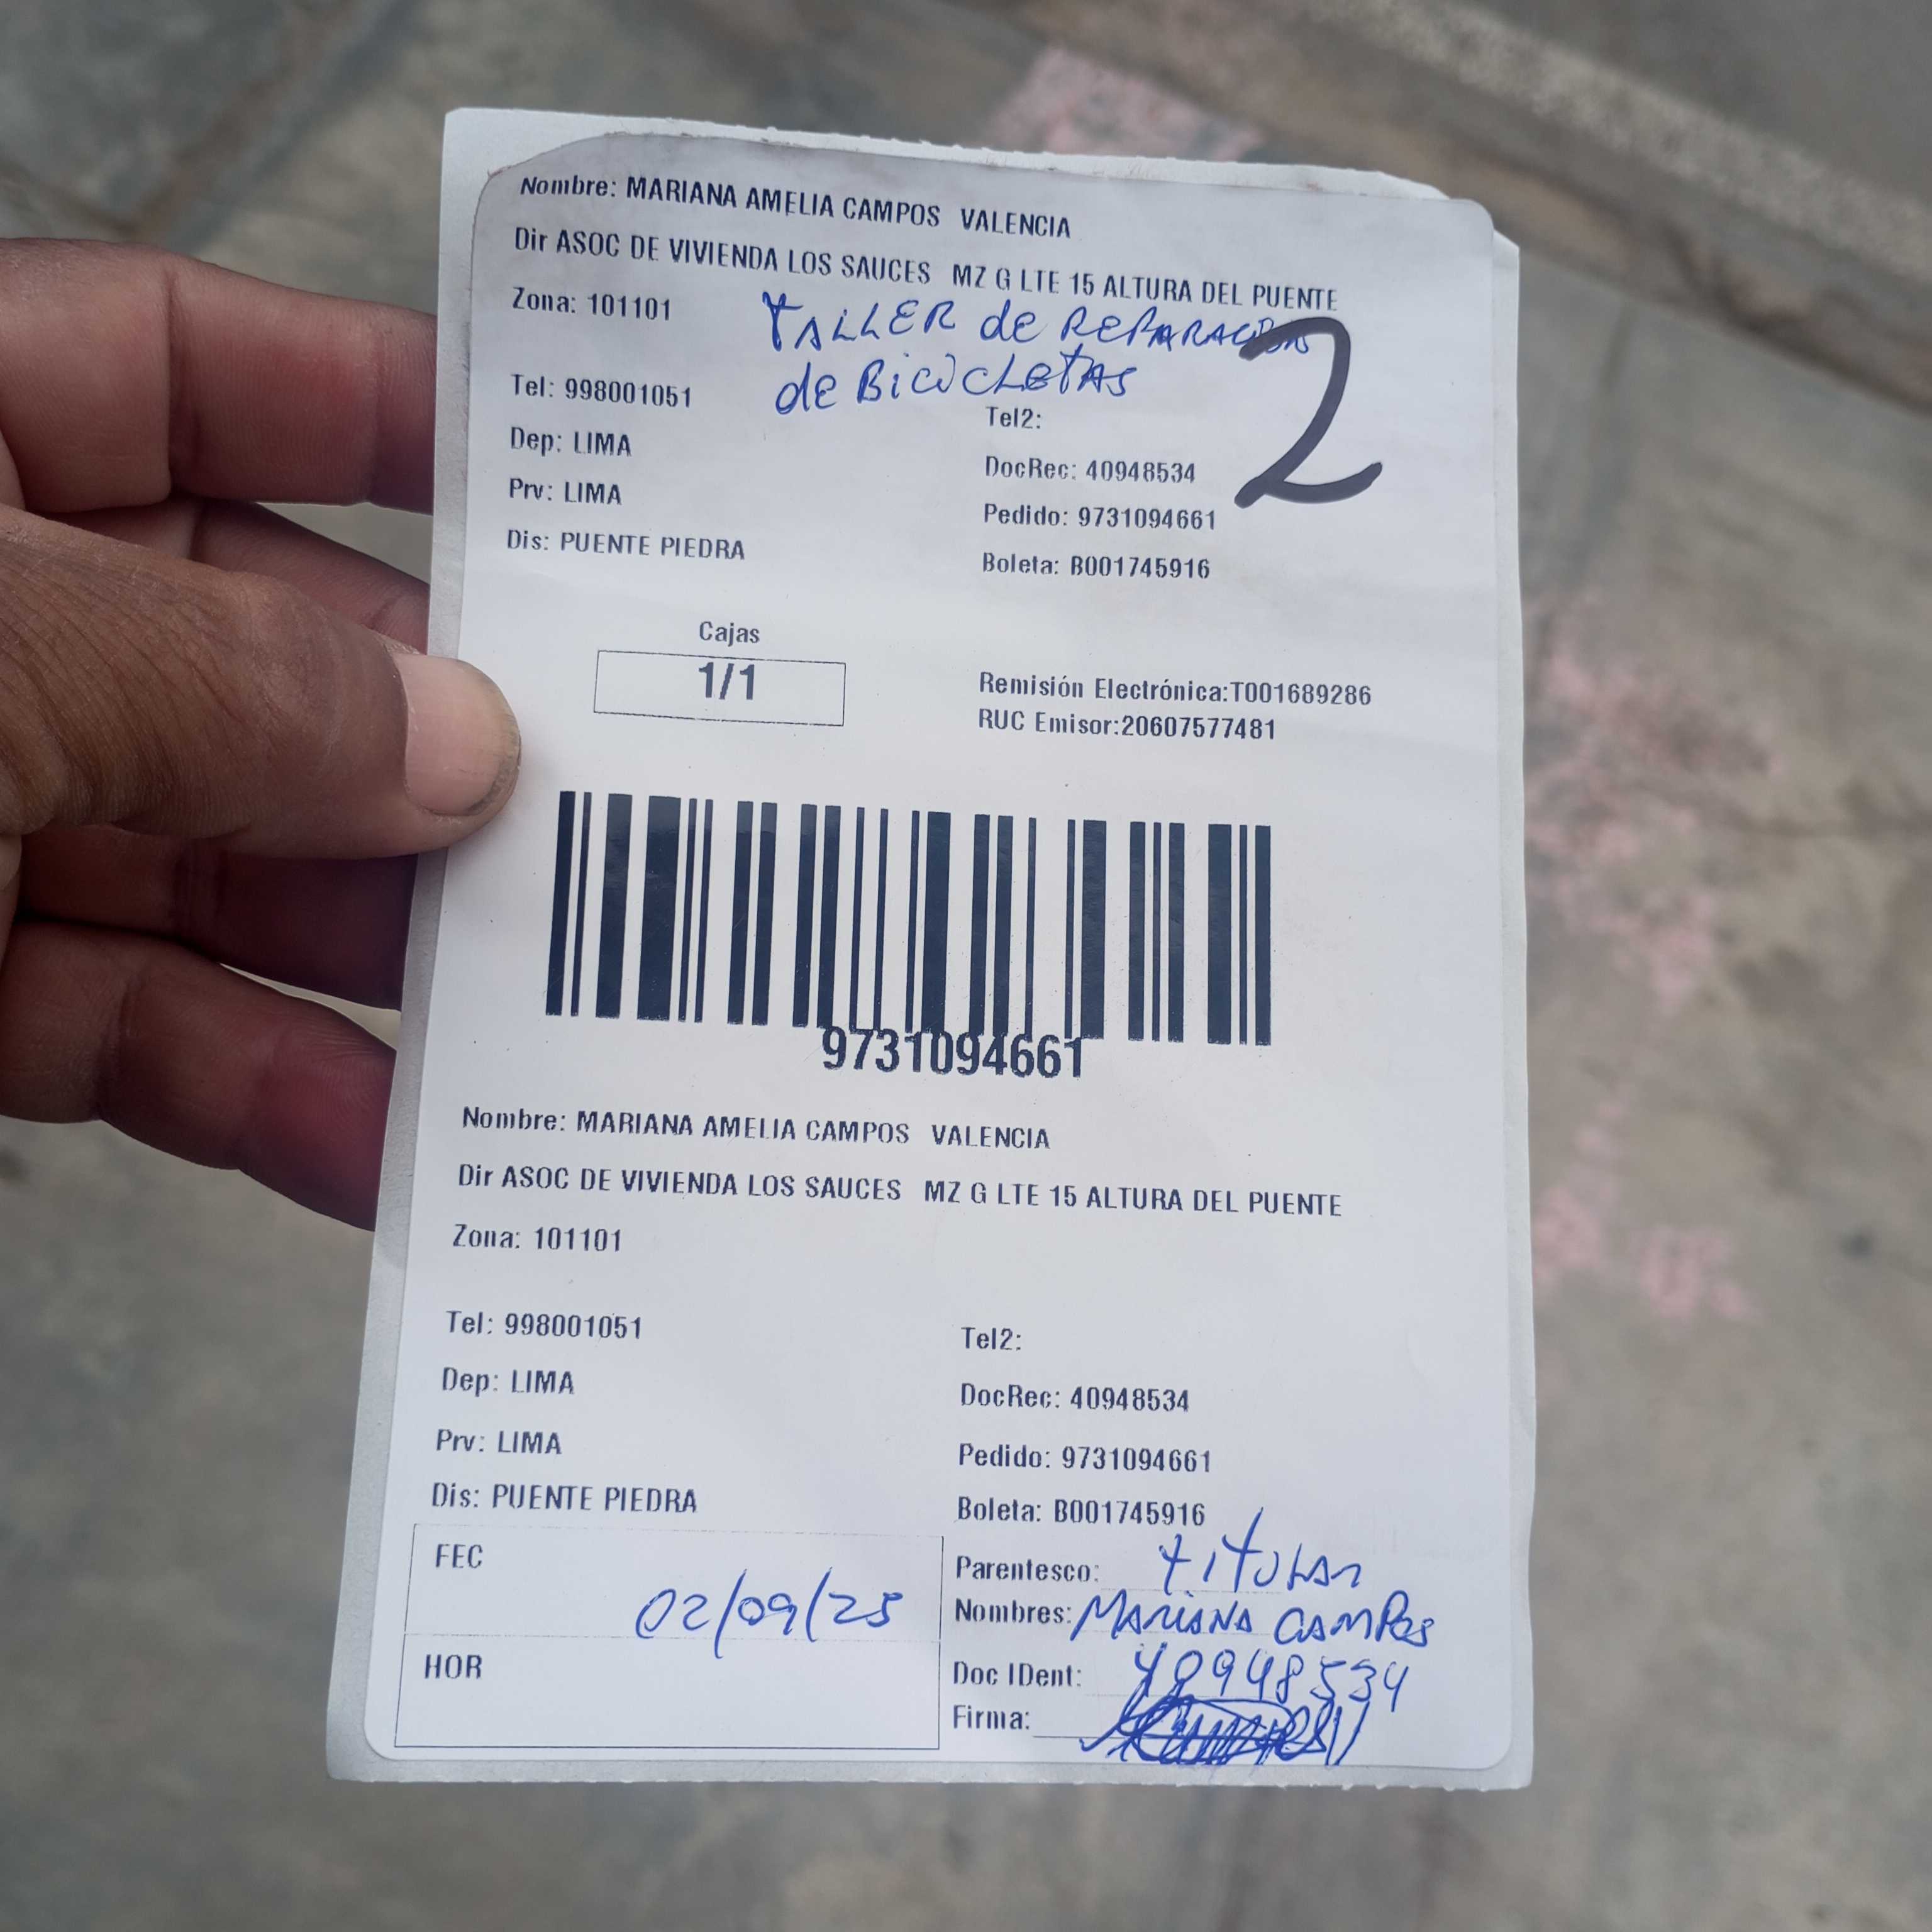 Nombre: MARIANA AMELIA CAMPOS VALENCIA
Dir ASOC DE VIVIENDA LOS SAUCES MZ G LTE 15 ALTURA DEL PUENTE
Zona: 101101
TALLER de REPARACION
de BiciCLETAS
2
Tel: 998001051
Tel2:
Dep: LIMA
DocRec: 40948534
Prv: LIMA
Pedido: 9731094661
Dis: PUENTE PIEDRA
Boleta: B001745916
Cajas
1/1
Remisión Electrónica:T001689286
RUC Emisor:20607577481
9731094661
Nombre: MARIANA AMELIA CAMPOS VALENCIA
Dir ASOC DE VIVIENDA LOS SAUCES MZ G LTE 15 ALTURA DEL PUENTE
Zona: 101101
Tel: 998001051
Tel2:
Dep: LIMA
DocRec: 40948534
Prv: LIMA
Pedido: 9731094661
Dis: PUENTE PIEDRA
Boleta: B001745916
FEC
02/09/25
HOR
Parentesco: titular
Nombres: MARIANA CAMPOS
Doc IDent: 40948534
Firma: